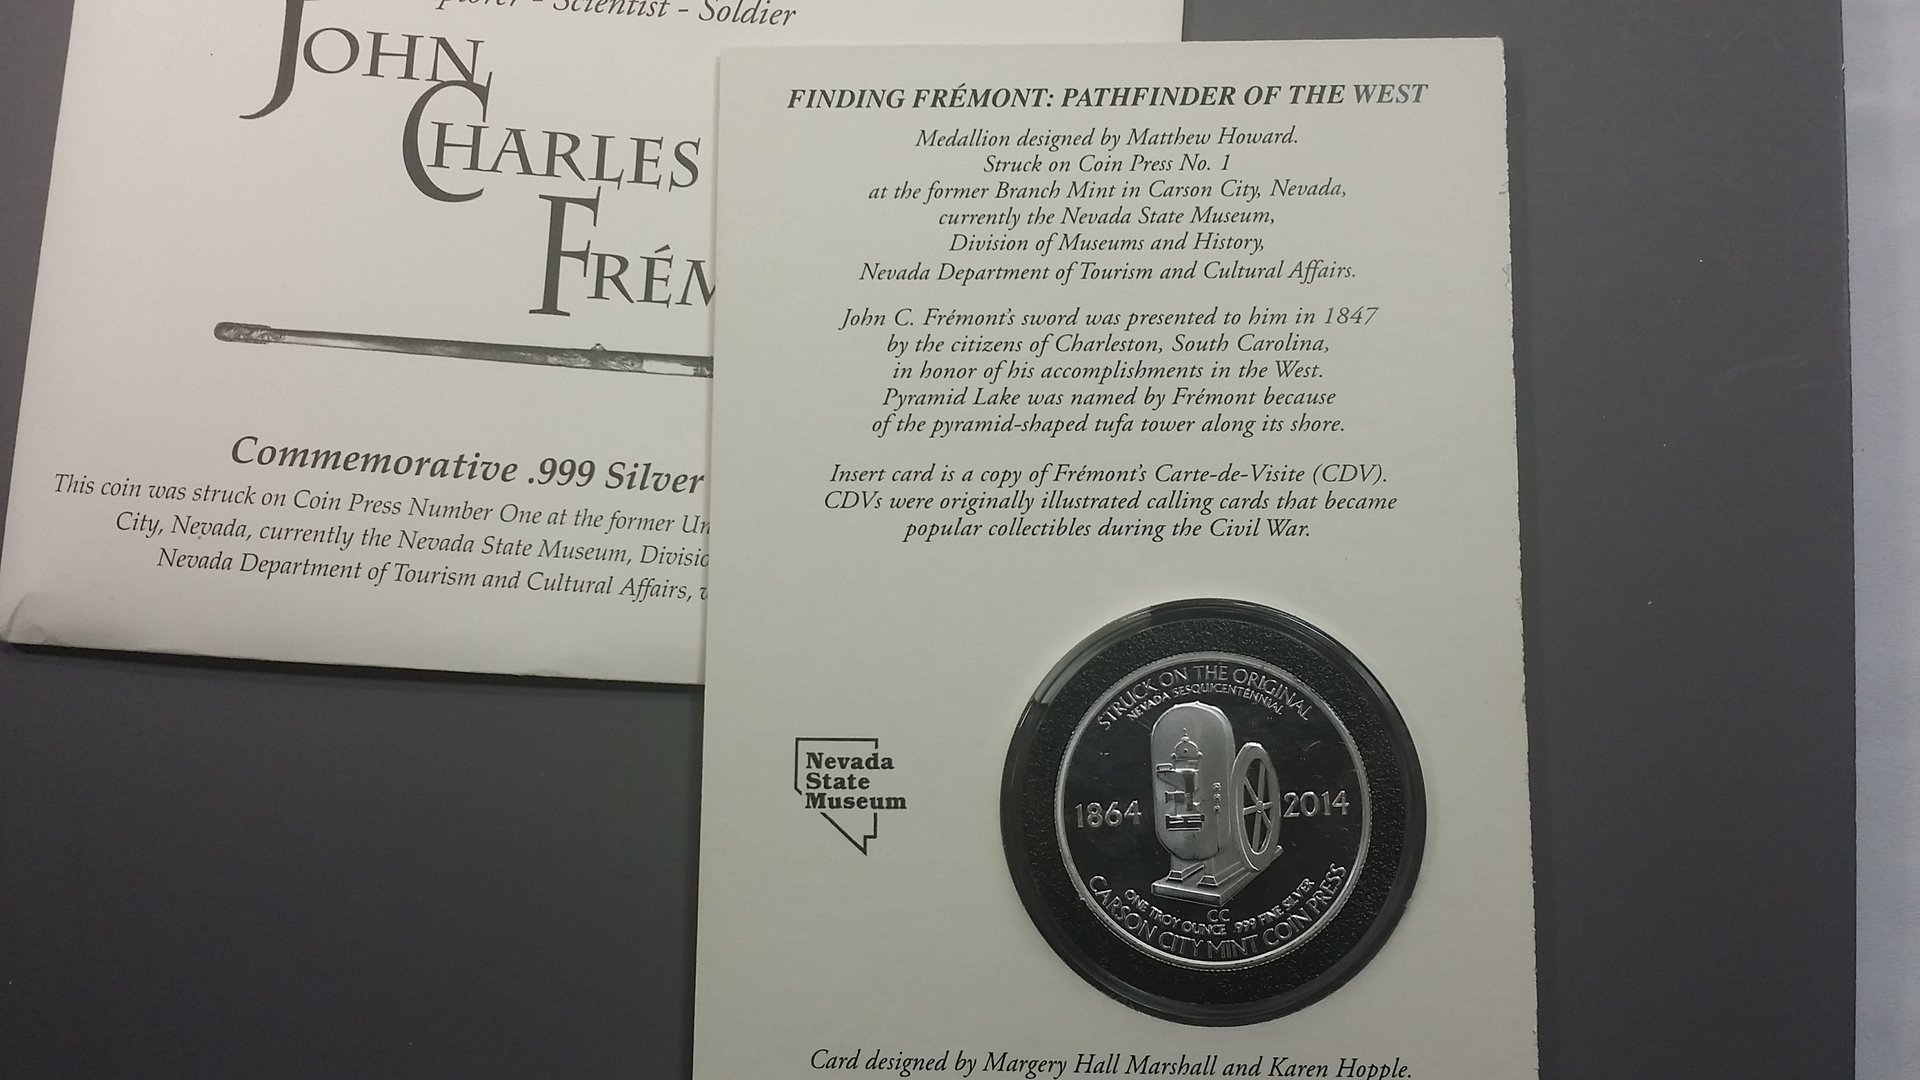 - Scientist - Soldier
JOHN
CHARLES
Commemorative .999 Silver
This coin was struck on Coin Press Number One at the former
City, Nevada, currently the Nevada State Museum,
Nevada Department of Tourism and Cultural Affairs,
FINDING FRÉMONT: PATHFINDER OF THE WEST
Medallion designed by Matthew Howard.
Struck on Coin Press No. 1
at the former Branch Mint in Carson City, Nevada,
currently the Nevada State Museum,
Division of Museums and History,
Nevada Department of Tourism and Cultural Affairs.
John C. Frémont's sword was presented to him in 1847
by the citizens of Charleston, South Carolina,
in honor of his accomplishments in the West.
Pyramid Lake was named by Frémont because
of the pyramid-shaped tufa tower along its shore.
Insert card is a copy of Frémont's Carte-de-Visite (CDV).
CDVs were originally illustrated calling cards that became
popular collectibles during the Civil War.
Nevada
State
Museum
STRUCK ON THE ORIGINAL
NEVADA SESQUICENTENNIAL
1864 2014
CC
ONE TROY OUNCE .999 FINE SILVER
CARSON CITY MINT COIN PRESS
Card designed by Margery Hall Marshall and Karen Hopple.